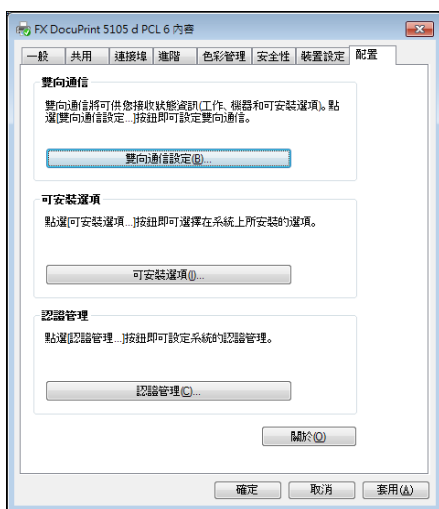 FX DocuPrint 5105 d PCL 6 內容
一般 共用 連接埠 進階 色彩管理 安全性 裝置設定 配置
雙向通信
雙向通信將可供您接收狀態資訊(工作、機器和可安裝選項)。點
選[雙向通信設定...]按鈕即可設定雙向通信。
雙向通信設定(B)...
可安裝選項
點選[可安裝選項...]按鈕即可選擇在系統上所安裝的選項。
可安裝選項(I)...
認證管理
點選[認證管理...]按鈕即可設定系統的認證管理。
認證管理(C)...
關於(O)
確定 取消 套用(A)